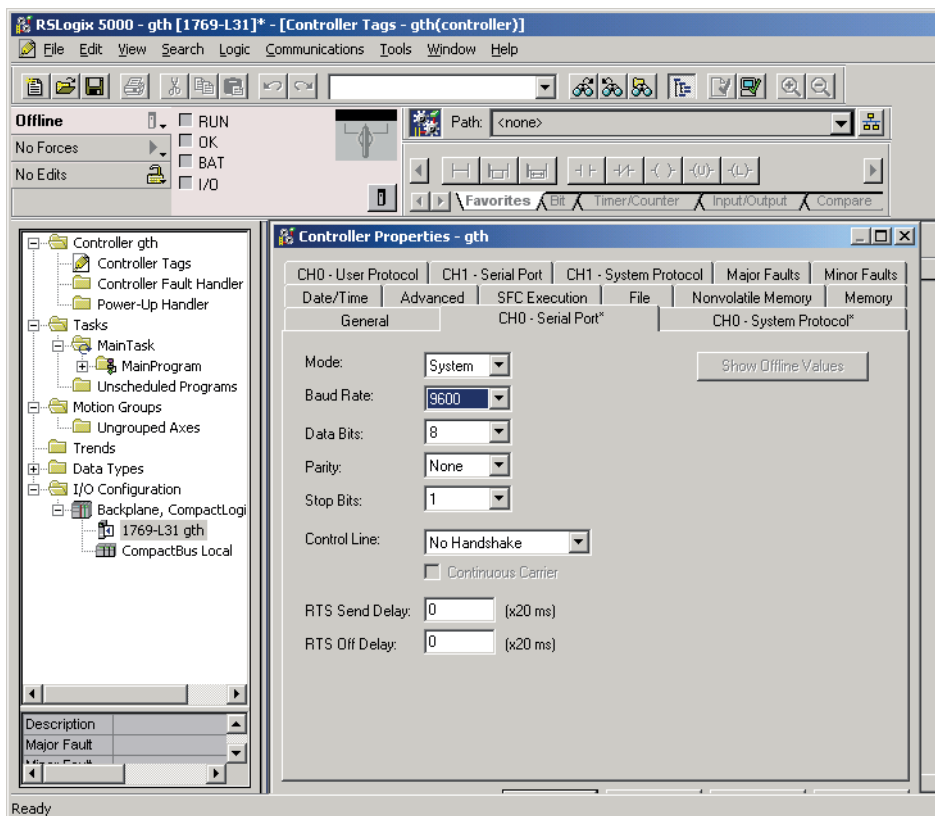 RSLogix 5000 - gth [1769-L31]* - [Controller Tags - gth(controller)]
File Edit View Search Logic Communications Tools Window Help
Offline
RUN
Path: <none>
No Forces
OK
BAT
No Edits
I/O
Favorites Bit Timer/Counter Input/Output Compare
Controller gth
Controller Tags
Controller Fault Handler
Power-Up Handler
Tasks
MainTask
MainProgram
Unscheduled Programs
Motion Groups
Ungrouped Axes
Trends
Data Types
I/O Configuration
Backplane, CompactLogi
1769-L31 gth
CompactBus Local
Description
Major Fault
Controller Properties - gth
CH0 - User Protocol CH1 - Serial Port CH1 - System Protocol Major Faults Minor Faults
Date/Time Advanced SFC Execution File Nonvolatile Memory Memory
General CH0 - Serial Port* CH0 - System Protocol*
Mode: System Show Offline Values
Baud Rate: 9600
Data Bits: 8
Parity: None
Stop Bits: 1
Control Line: No Handshake
Continuous Carrier
RTS Send Delay: 0 (x20 ms)
RTS Off Delay: 0 (x20 ms)
Ready